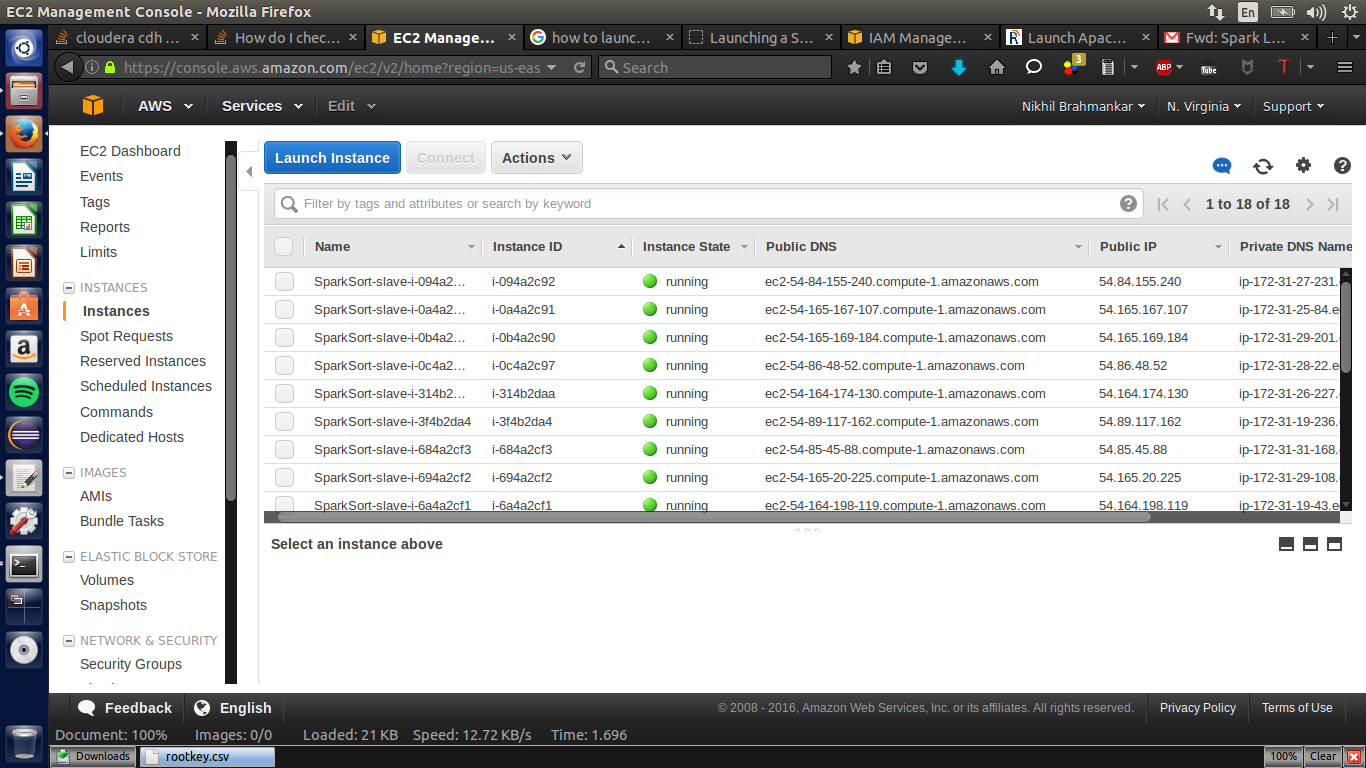 EC2 Management Console - Mozilla Firefox
En
cloudera cdh ... × How do I chec... × EC2 Manage... × how to launc... × Launching a S... × IAM Manage... × Launch Apac... × Fwd: Spark L... ×
https://console.aws.amazon.com/ec2/v2/home?region=us-eas Search 3 ABP You Tube
AWS Services Edit Nikhil Brahmankar N. Virginia Support
EC2 Dashboard
Events
Tags
Reports
Limits
INSTANCES
Instances
Spot Requests
Reserved Instances
Scheduled Instances
Commands
Dedicated Hosts
IMAGES
AMIs
Bundle Tasks
ELASTIC BLOCK STORE
Volumes
Snapshots
NETWORK & SECURITY
Security Groups
Launch Instance Connect Actions
Filter by tags and attributes or search by keyword 1 to 18 of 18
Name Instance ID Instance State Public DNS Public IP Private DNS Name
SparkSort-slave-i-094a2... i-094a2c92 running ec2-54-84-155-240.compute-1.amazonaws.com 54.84.155.240 ip-172-31-27-231.
SparkSort-slave-i-0a4a2... i-0a4a2c91 running ec2-54-165-167-107.compute-1.amazonaws.com 54.165.167.107 ip-172-31-25-84.e
SparkSort-slave-i-0b4a2... i-0b4a2c90 running ec2-54-165-169-184.compute-1.amazonaws.com 54.165.169.184 ip-172-31-29-201.
SparkSort-slave-i-0c4a2... i-0c4a2c97 running ec2-54-86-48-52.compute-1.amazonaws.com 54.86.48.52 ip-172-31-28-22.e
SparkSort-slave-i-314b2... i-314b2daa running ec2-54-164-174-130.compute-1.amazonaws.com 54.164.174.130 ip-172-31-26-227.
SparkSort-slave-i-3f4b2da4 i-3f4b2da4 running ec2-54-89-117-162.compute-1.amazonaws.com 54.89.117.162 ip-172-31-19-236.
SparkSort-slave-i-684a2cf3 i-684a2cf3 running ec2-54-85-45-88.compute-1.amazonaws.com 54.85.45.88 ip-172-31-31-168.
SparkSort-slave-i-694a2cf2 i-694a2cf2 running ec2-54-165-20-225.compute-1.amazonaws.com 54.165.20.225 ip-172-31-29-108.
SparkSort-slave-i-6a4a2cf1 i-6a4a2cf1 running ec2-54-164-198-119.compute-1.amazonaws.com 54.164.198.119 ip-172-31-19-43.e
Select an instance above
Feedback English © 2008 - 2016, Amazon Web Services, Inc. or its affiliates. All rights reserved. Privacy Policy Terms of Use
Document: 100% Images: 0/0 Loaded: 21 KB Speed: 12.72 KB/s Time: 1.696
Downloads rootkey.csv 100% Clear